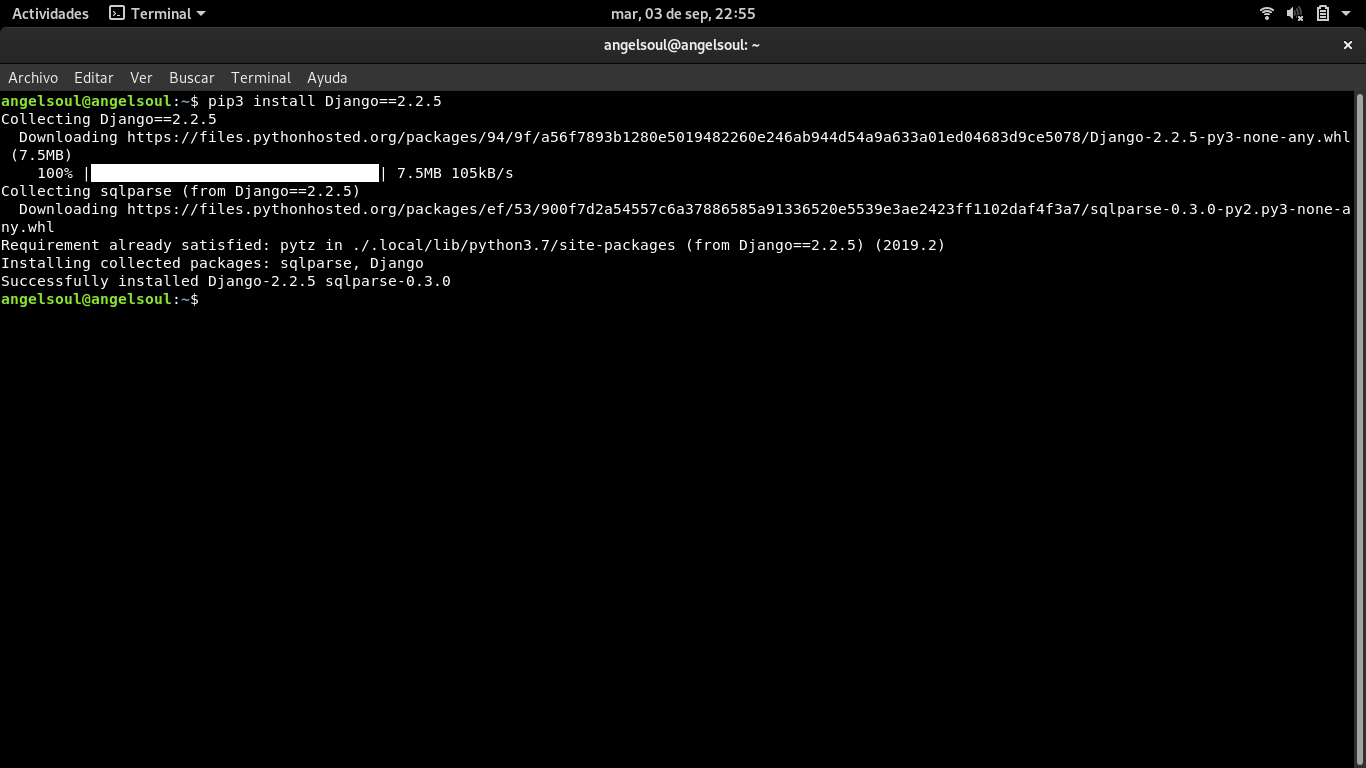 Actividades Terminal mar, 03 de sep, 22:55
angelsoul@angelsoul: ~
Archivo Editar Ver Buscar Terminal Ayuda
angelsoul@angelsoul:~$ pip3 install Django==2.2.5
Collecting Django==2.2.5
  Downloading https://files.pythonhosted.org/packages/94/9f/a56f7893b1280e5019482260e246ab944d54a9a633a01ed04683d9ce5078/Django-2.2.5-py3-none-any.whl
 (7.5MB)
    100% || 7.5MB 105kB/s
Collecting sqlparse (from Django==2.2.5)
  Downloading https://files.pythonhosted.org/packages/ef/53/900f7d2a54557c6a37886585a91336520e5539e3ae2423ff1102daf4f3a7/sqlparse-0.3.0-py2.py3-none-a
ny.whl
Requirement already satisfied: pytz in ./.local/lib/python3.7/site-packages (from Django==2.2.5) (2019.2)
Installing collected packages: sqlparse, Django
Successfully installed Django-2.2.5 sqlparse-0.3.0
angelsoul@angelsoul:~$